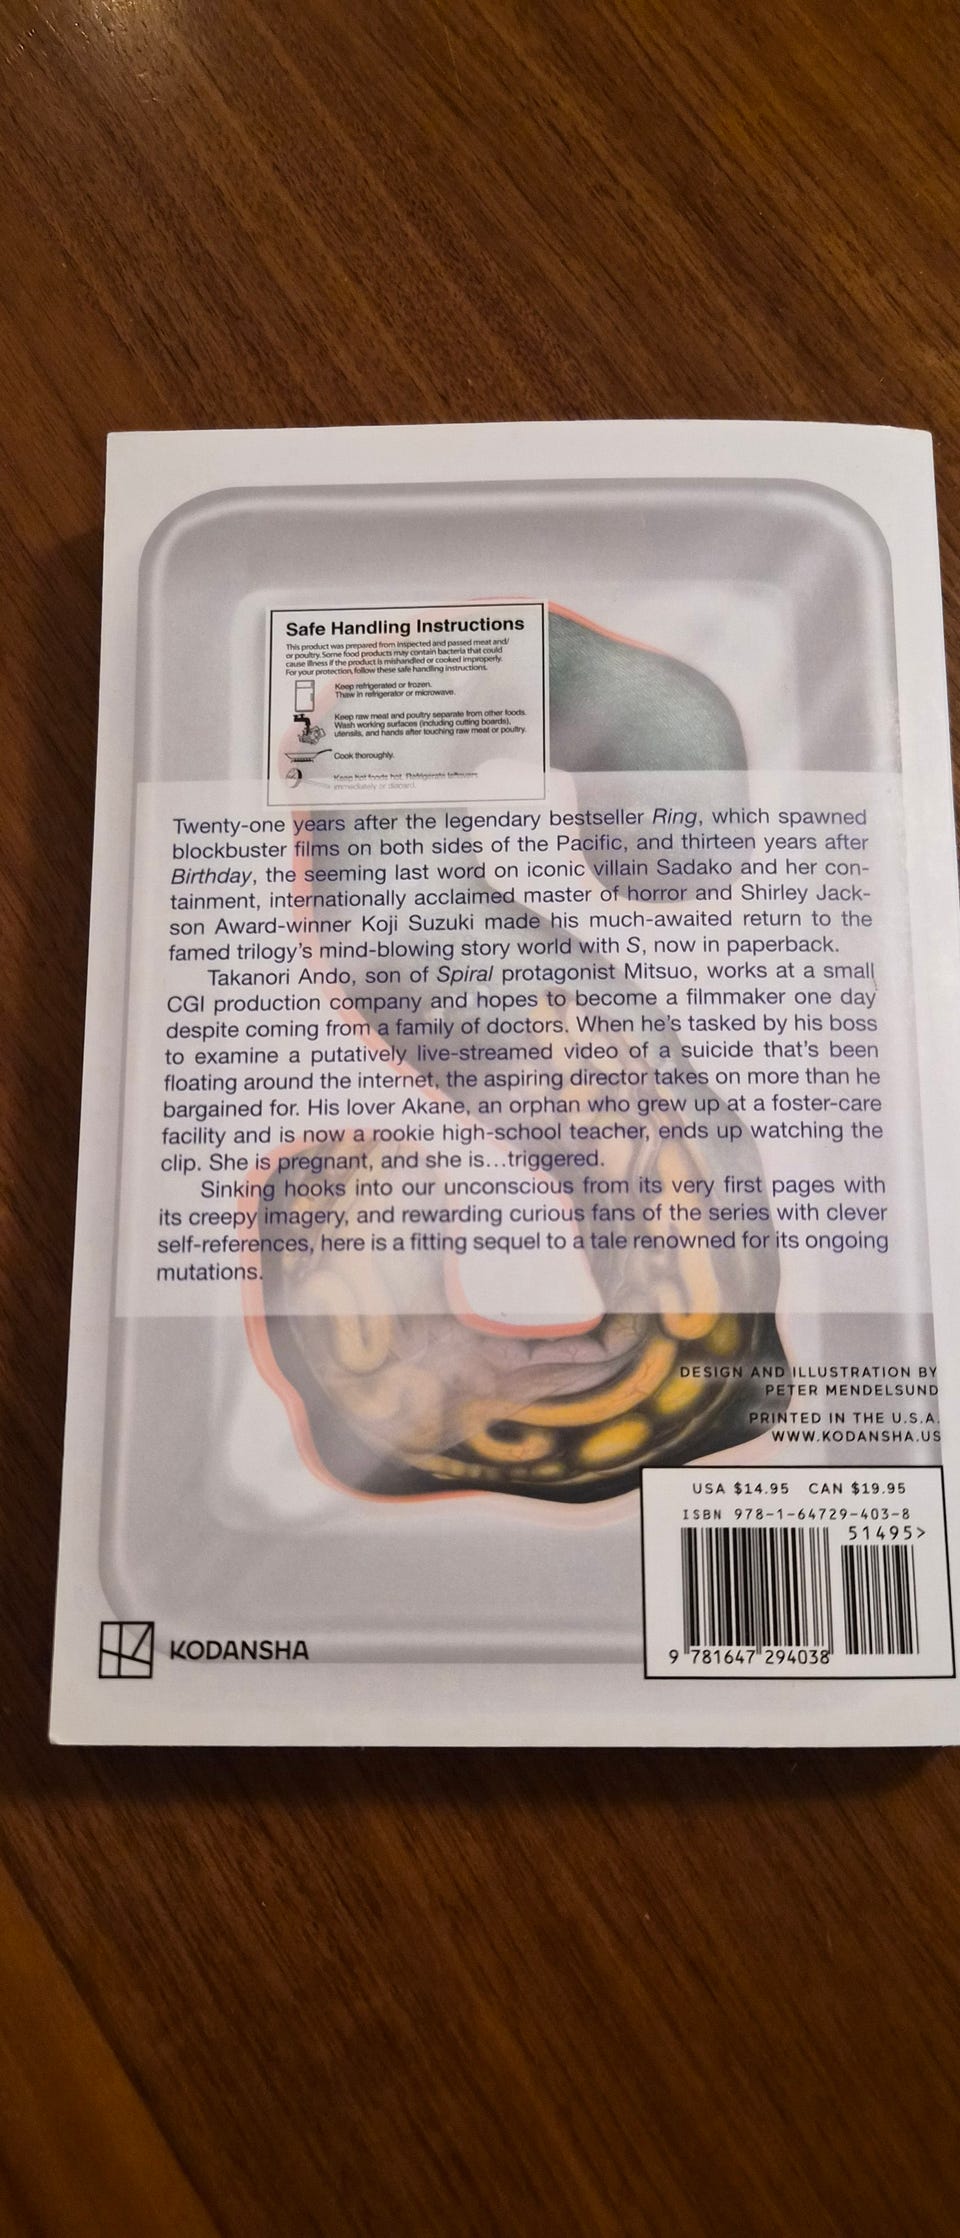 Safe Handling Instructions
This product was prepared from inspected and passed meat and/
or poultry. Some food products may contain bacteria that could
cause illness if the product is mishandled or cooked improperly.
For your protection, follow these safe handling instructions.
Keep refrigerated or frozen.
Thaw in refrigerator or microwave.
Keep raw meat and poultry separate from other foods.
Wash working surfaces (including cutting boards),
utensils, and hands after touching raw meat or poultry.
Cook thoroughly.
Keep hot foods hot. Refrigerate leftovers
immediately or discard.
Twenty-one years after the legendary bestseller Ring, which spawned
blockbuster films on both sides of the Pacific, and thirteen years after
Birthday, the seeming last word on iconic villain Sadako and her con-
tainment, internationally acclaimed master of horror and Shirley Jack-
son Award-winner Koji Suzuki made his much-awaited return to the
famed trilogy's mind-blowing story world with S, now in paperback.
Takanori Ando, son of Spiral protagonist Mitsuo, works at a small
CGI production company and hopes to become a filmmaker one day
despite coming from a family of doctors. When he's tasked by his boss
to examine a putatively live-streamed video of a suicide that's been
floating around the internet, the aspiring director takes on more than he
bargained for. His lover Akane, an orphan who grew up at a foster-care
facility and is now a rookie high-school teacher, ends up watching the
clip. She is pregnant, and she is…triggered.
Sinking hooks into our unconscious from its very first pages with
its creepy imagery, and rewarding curious fans of the series with clever
self-references, here is a fitting sequel to a tale renowned for its ongoing
mutations.
DESIGN AND ILLUSTRATION BY
PETER MENDELSUND
PRINTED IN THE U.S.A.
WWW.KODANSHA.US
USA $14.95 CAN $19.95
ISBN 978-1-64729-403-8
51495>
9 781647 294038
KODANSHA